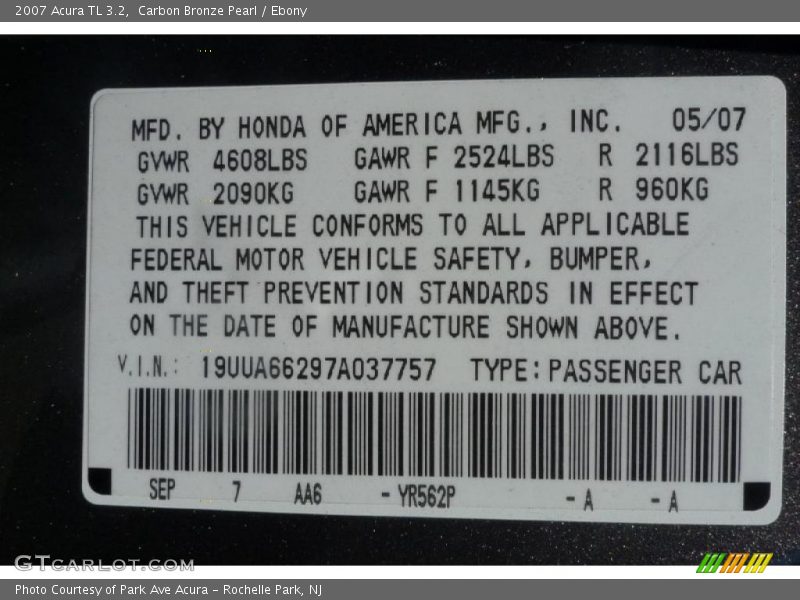 2007 Acura TL 3.2,  Carbon Bronze Pearl / Ebony
MFD. BY HONDA OF AMERICA MFG., INC. 05/07
GVWR 4608LBS GAWR F 2524LBS R 2116LBS
GVWR 2090KG GAWR F 1145KG R 960KG
THIS VEHICLE CONFORMS TO ALL APPLICABLE
FEDERAL MOTOR VEHICLE SAFETY, BUMPER,
AND THEFT PREVENTION STANDARDS IN EFFECT
ON THE DATE OF MANUFACTURE SHOWN ABOVE.
V.I.N.: 19UUA66297A037757 TYPE:PASSENGER CAR
SEP 7 AA6 -YR562P -A -A
GTCARLOT.COM
Photo Courtesy of Park Ave Acura - Rochelle Park, NJ